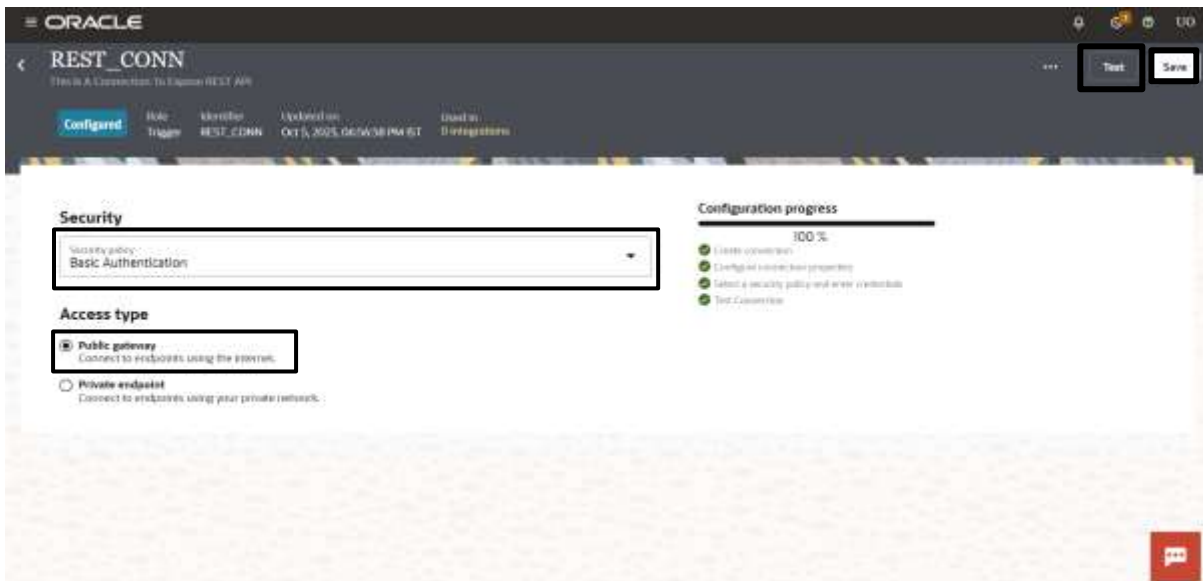 ORACLE
UO
REST_CONN
This Is A Connection To Expose REST API
Test
Save
Configured
Role
Trigger
Identifier
REST_CONN
Updated on
Oct 5, 2025,
PM IST
Used in
0 integrations
Security
Security policy
Basic Authentication
Access type
Public gateway
Connect to endpoints using the internet.
Private endpoint
Connect to endpoints using your private network.
Configuration progress
100 %
Create connection
Configure connection properties
Select a security policy and enter credentials
Test Connection